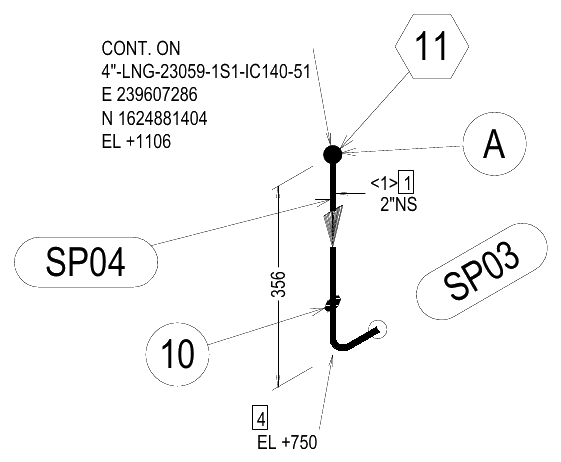 CONT. ON
4"-LNG-23059-1S1-IC140-51
E 239607286
N 1624881404
EL +1106
11
A
<1> 1
2"NS
SP04
SP03
356
10
4
EL +750